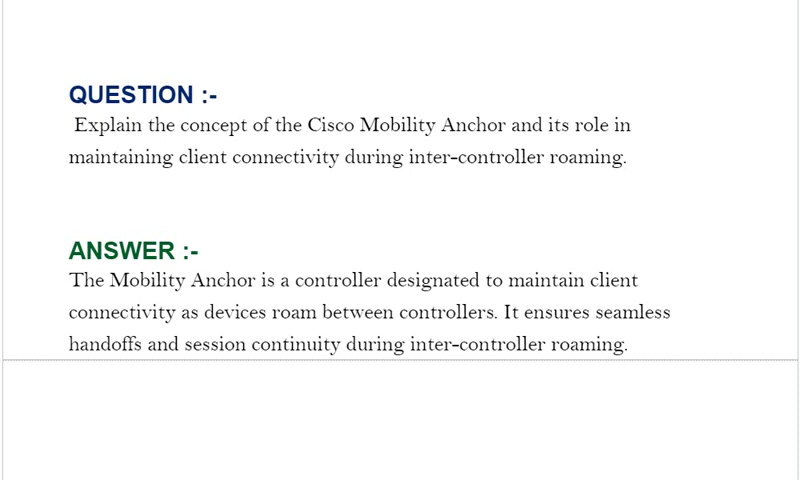 QUESTION :-
Explain the concept of the Cisco Mobility Anchor and its role in
maintaining client connectivity during inter-controller roaming.
ANSWER :-
The Mobility Anchor is a controller designated to maintain client
connectivity as devices roam between controllers. It ensures seamless
handoffs and session continuity during inter-controller roaming.